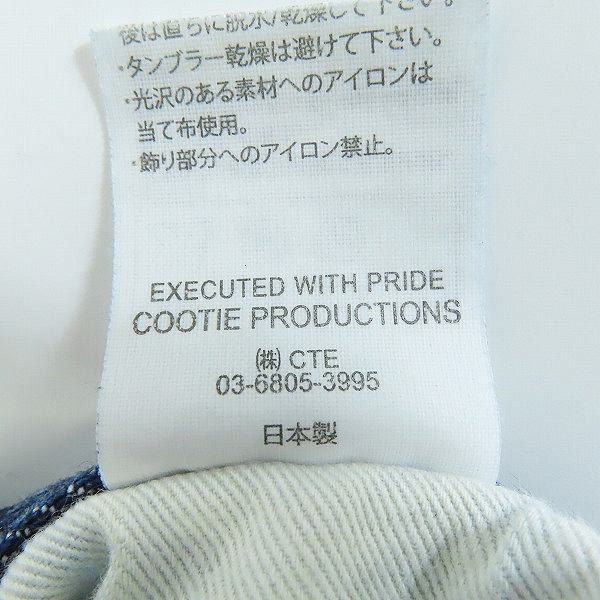 後は直ちに脱水/乾燥して下さい。
・タンブラー乾燥は避けて下さい。
・光沢のある素材へのアイロンは
当て布使用。
・飾り部分へのアイロン禁止。
EXECUTED WITH PRIDE
COOTIE PRODUCTIONS
㈱ CTE
03-6805-3995
日本製